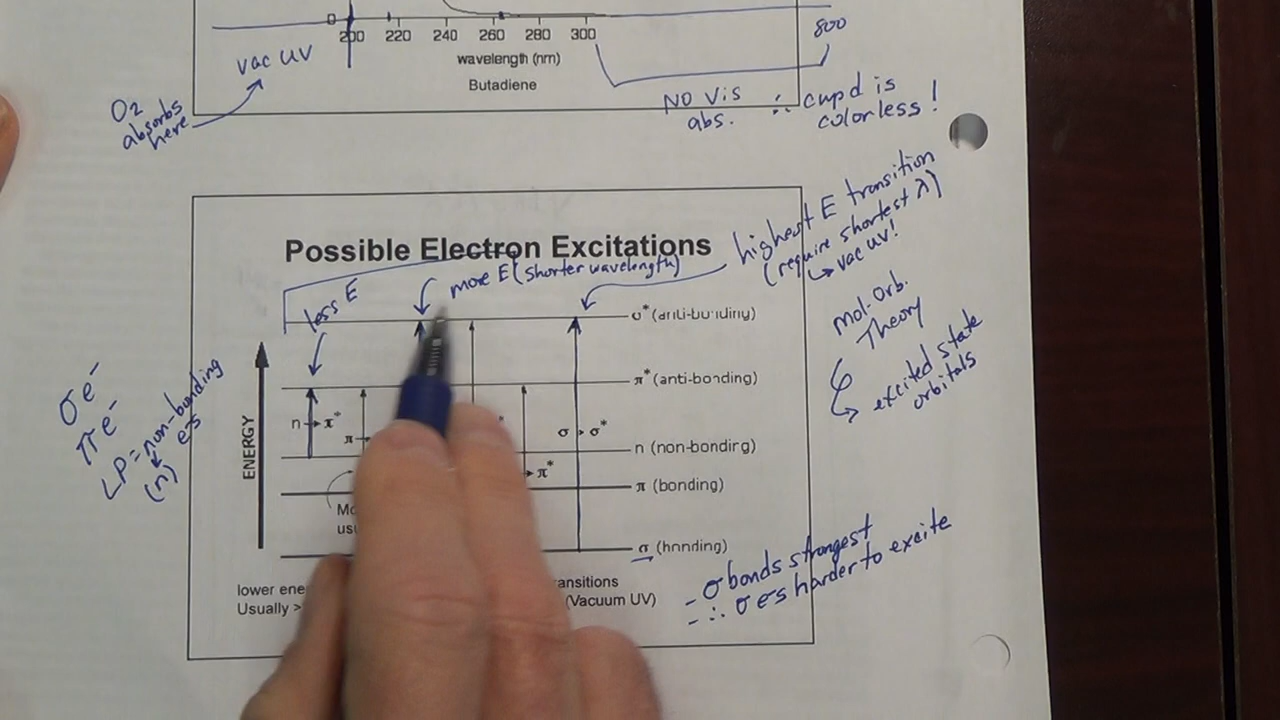 0
200 220 240 260 280 300
800
vac UV
wavelength (nm)
Butadiene
O2
absorbs
here
NO Vis
abs.
∴ cmpd is
colorless!
Possible Electron Excitations
less E
more E (shorter wavelength)
highest E transition
(require shortest λ)
↳ vac uv!
mol. Orb.
Theory
↳ excited state
orbitals
σ* (anti-bonding)
π* (anti-bonding)
n → π*
π
σ → σ*
n (non-bonding)
→ π*
π (bonding)
σ (bonding)
ENERGY
σ e⁻
π e⁻
LP = non-bonding
e⁻s
(n)
Mo
us
lower ene
Usually >
ansitions
(Vacuum UV)
- σ bonds strongest
- ∴ σ e⁻s harder to excite